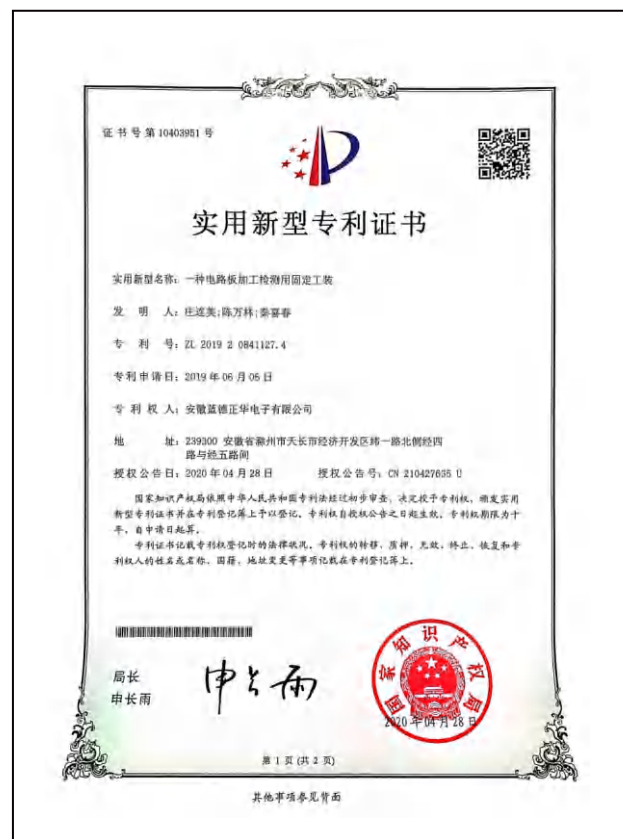 证书号第10403951号
实用新型专利证书
实用新型名称：一种电路板加工检测用固定工装
发明人：庄连美;陈万林;秦喜春
专利号：ZL 2019 2 0841127.4
专利申请日：2019年06月05日
专利权人：安徽蓝德正华电子有限公司
地址：239300 安徽省滁州市天长市经济开发区纬一路北侧经四
路与经五路间
授权公告日：2020年04月28日 授权公告号：CN 210427635 U
国家知识产权局依照中华人民共和国专利法经过初步审查，决定授予专利权，颁发实用
新型专利证书并在专利登记簿上予以登记。专利权自授权公告之日起生效。专利权期限为十
年，自申请日起算。
专利证书记载专利权登记时的法律状况。专利权的转移、质押、无效、终止、恢复和专
利权人的姓名或名称、国籍、地址变更等事项记载在专利登记簿上。
局长
申长雨
申长雨
国家知识产权局
2020年04月28日
第1页(共2页)
其他事项参见背面